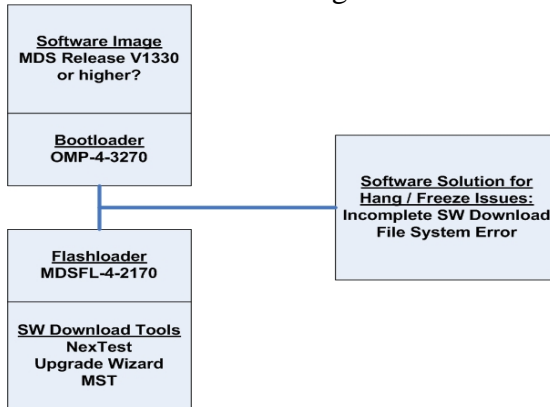 Software Image
MDS Release V1330
or higher?
Bootloader
OMP-4-3270
Software Solution for
Hang / Freeze Issues:
Incomplete SW Download
File System Error
Flashloader
MDSFL-4-2170
SW Download Tools
NexTest
Upgrade Wizard
MST